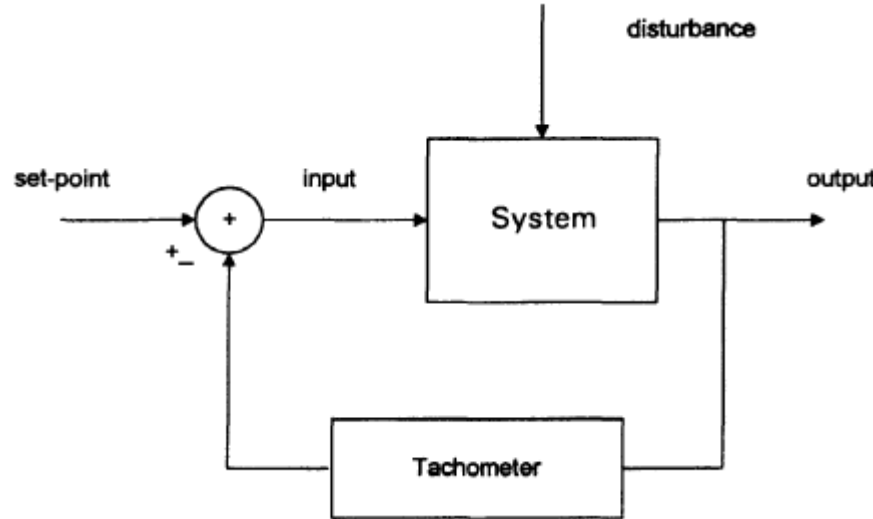 disturbance
set-point
input
output
System
+
+
_
Tachometer